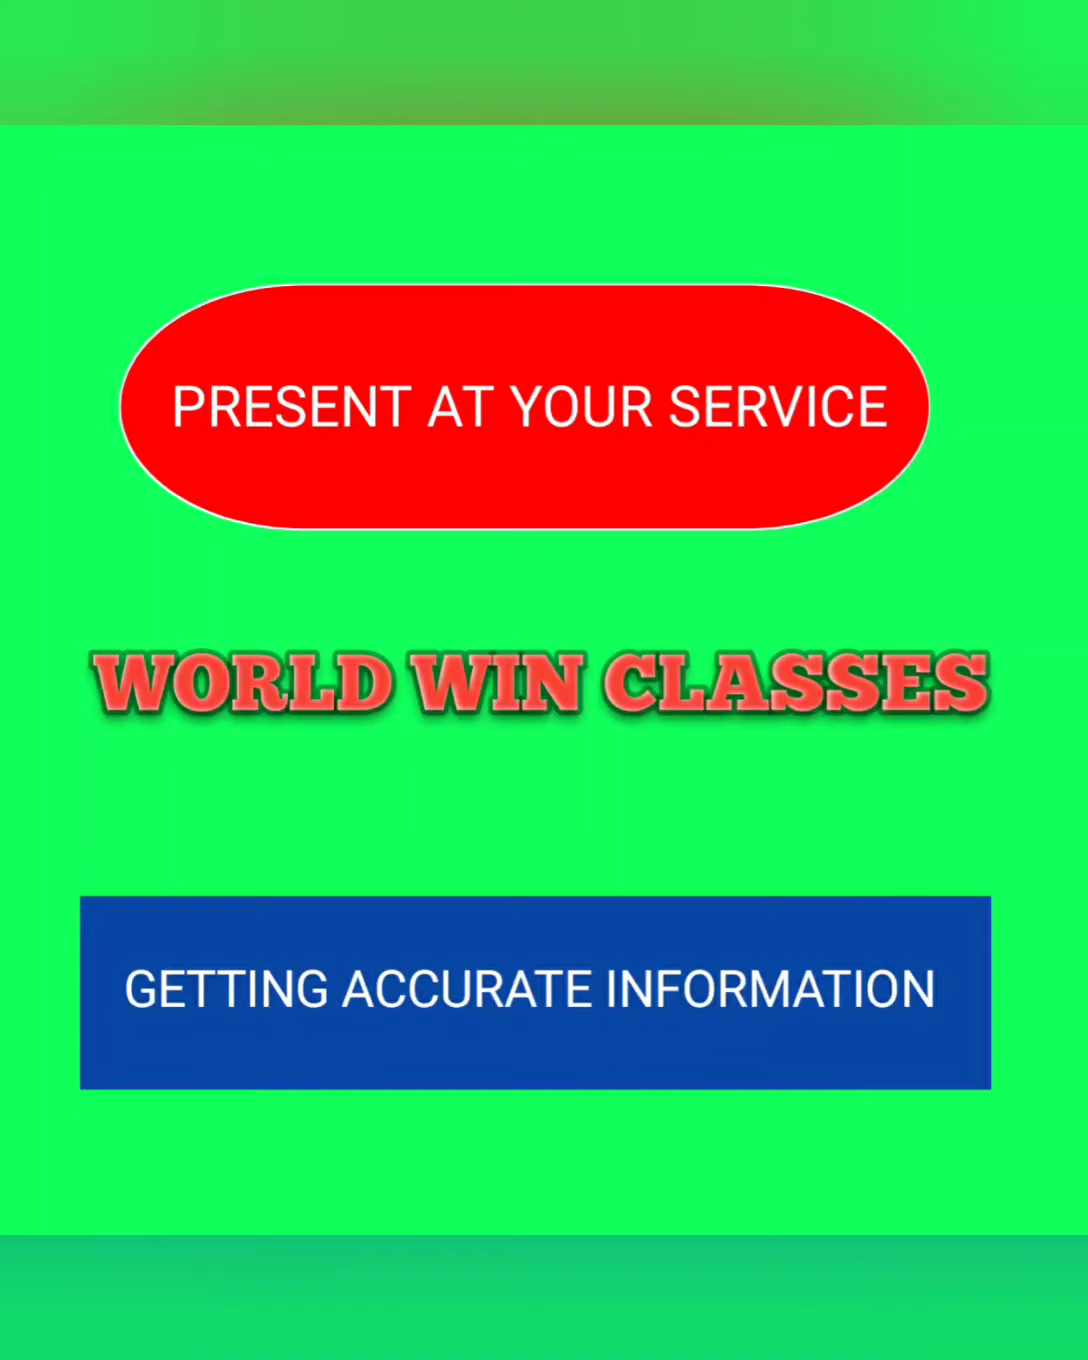 PRESENT AT YOUR SERVICE
WORLD WIN CLASSES
GETTING ACCURATE INFORMATION